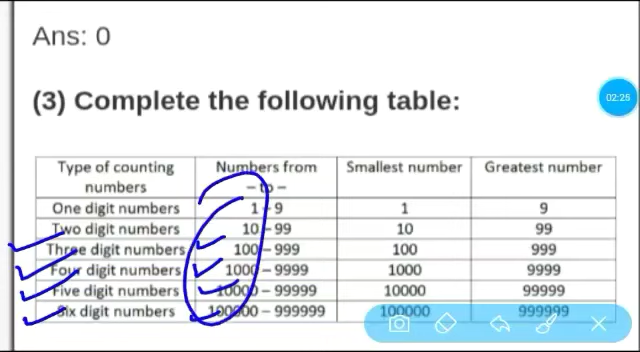 Ans: 0
02:25
(3) Complete the following table:
Type of counting numbers Numbers from – to – Smallest number Greatest number
One digit numbers 1 – 9 1 9
Two digit numbers 10 – 99 10 99
Three digit numbers 100 – 999 100 999
Four digit numbers 1000 – 9999 1000 9999
Five digit numbers 10000 – 99999 10000 99999
Six digit numbers 100000 – 999999 100000 999999